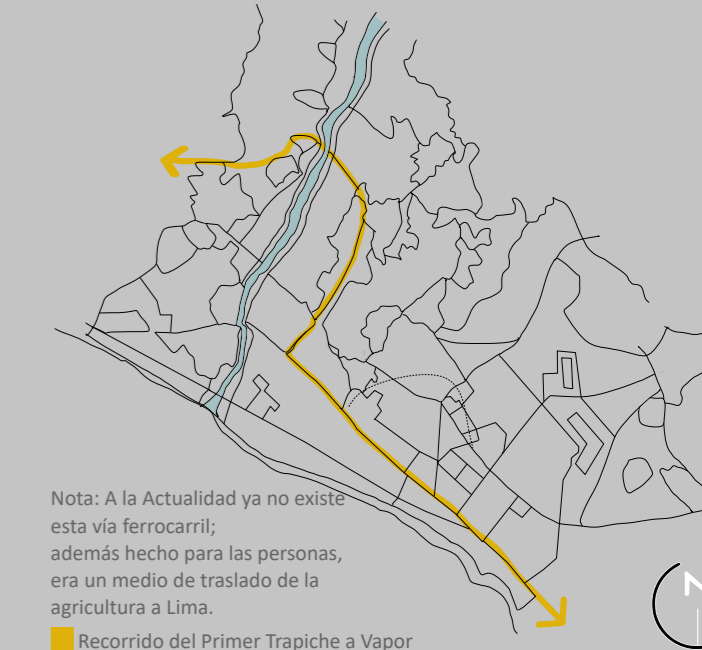 Nota: A la Actualidad ya no existe
esta vía ferrocarril;
además hecho para las personas,
era un medio de traslado de la
agricultura a Lima.
Recorrido del Primer Trapiche a Vapor
N